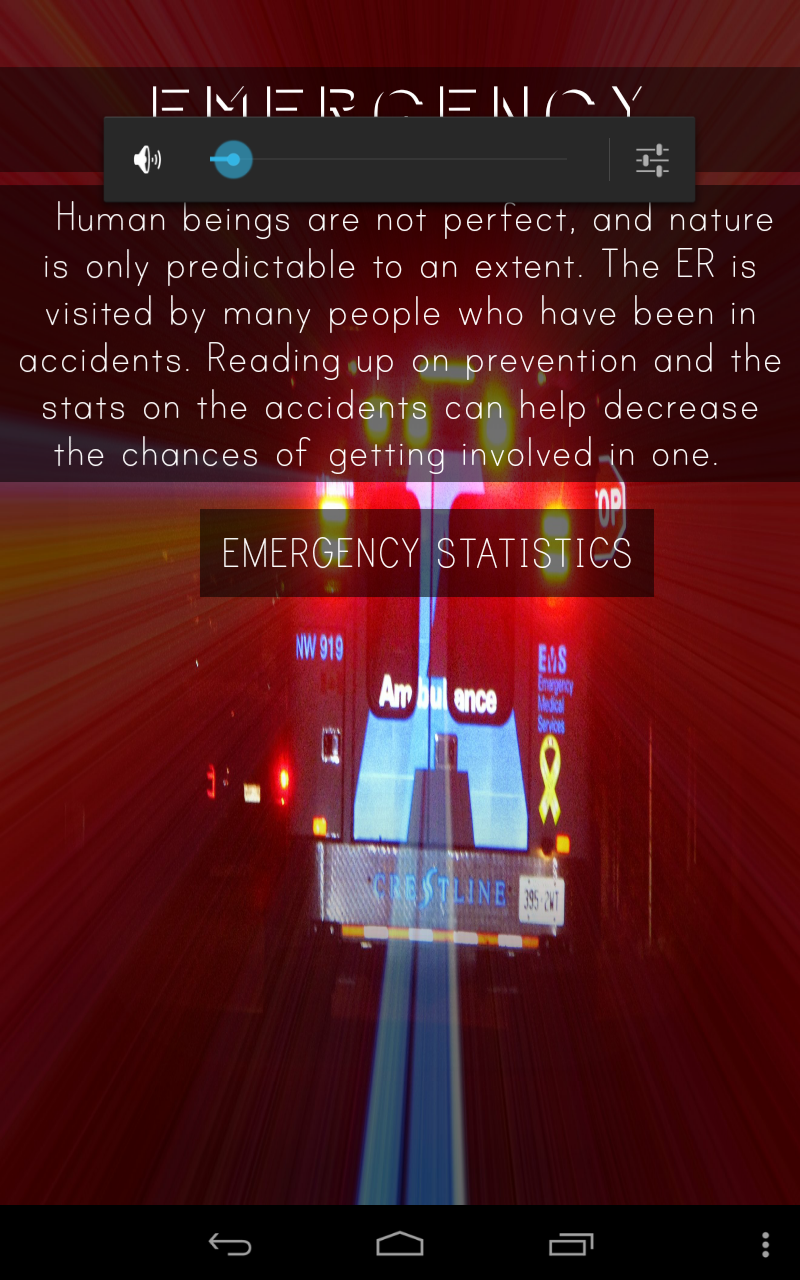 EMERGENCY
Human beings are not perfect, and nature
is only predictable to an extent. The ER is
visited by many people who have been in
accidents. Reading up on prevention and the
stats on the accidents can help decrease
the chances of getting involved in one.
OP
EMERGENCY STATISTICS
NW 919
EMS
Emergency
Medical
Services
Ambulance
CRESTLINE
395 2WT